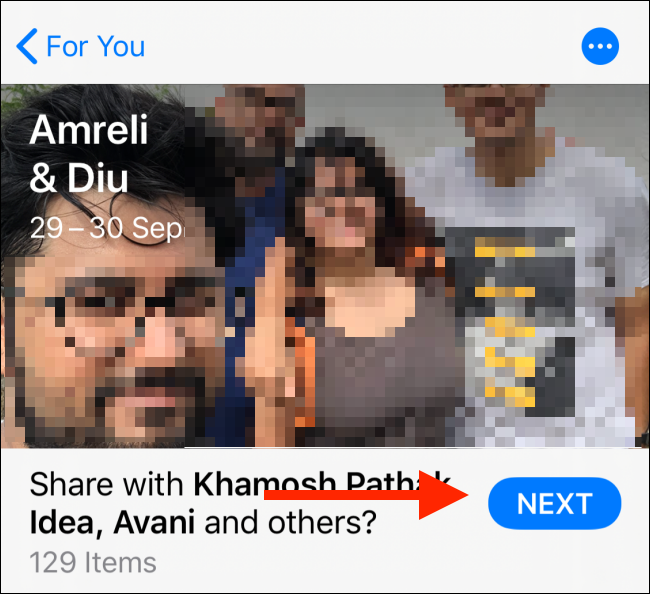 For You
Amreli
& Diu
29–30 Sep
Share with Khamosh Pathak
Idea, Avani and others?
129 Items
NEXT